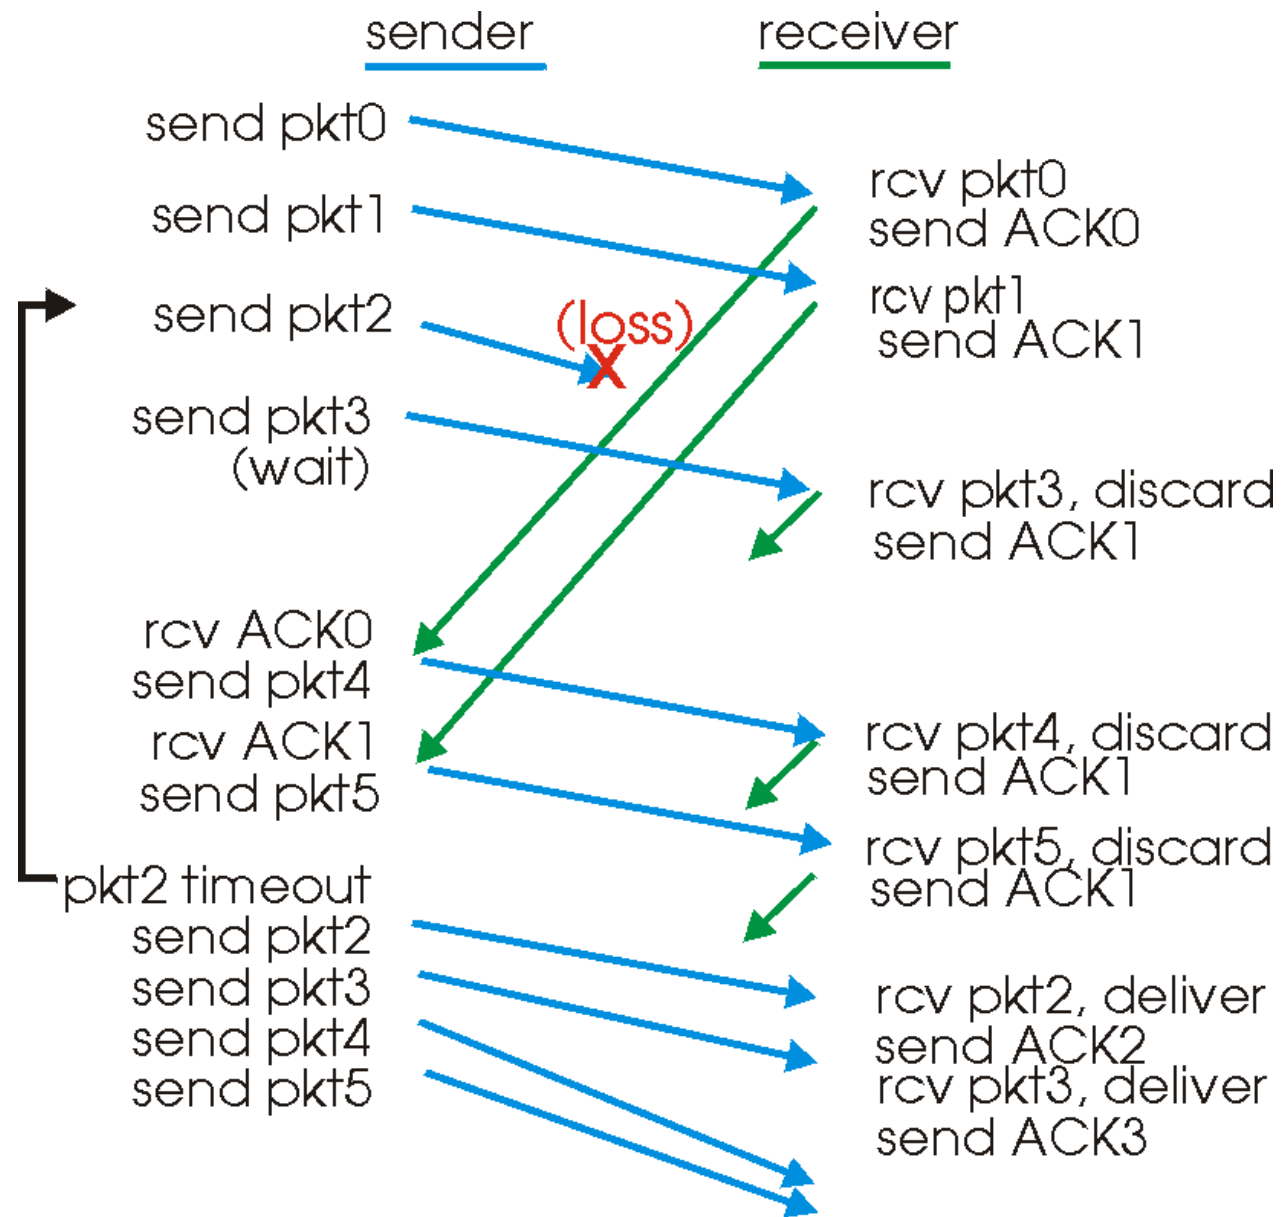 sender
receiver
send pkt0
rcv pkt0
send ACK0
send pkt1
rcv pkt1
send ACK1
send pkt2
(loss)
X
send pkt3
(wait)
rcv pkt3, discard
send ACK1
rcv ACK0
send pkt4
rcv ACK1
send pkt5
rcv pkt4, discard
send ACK1
rcv pkt5, discard
send ACK1
pkt2 timeout
send pkt2
send pkt3
send pkt4
send pkt5
rcv pkt2, deliver
send ACK2
rcv pkt3, deliver
send ACK3